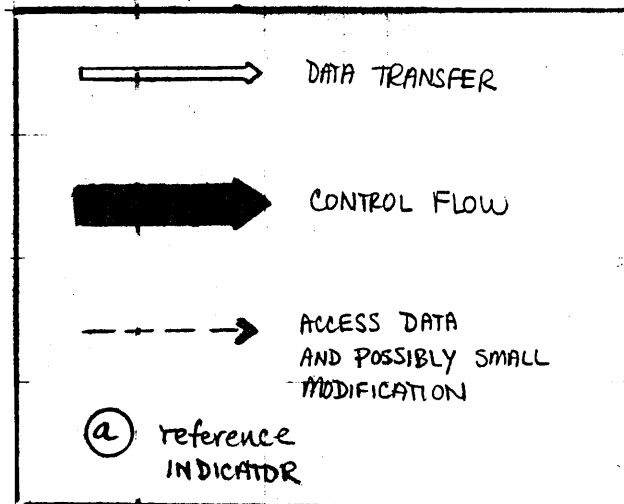 DATA TRANSFER
CONTROL FLOW
ACCESS DATA
AND POSSIBLY SMALL
MODIFICATION
a reference
INDICATOR